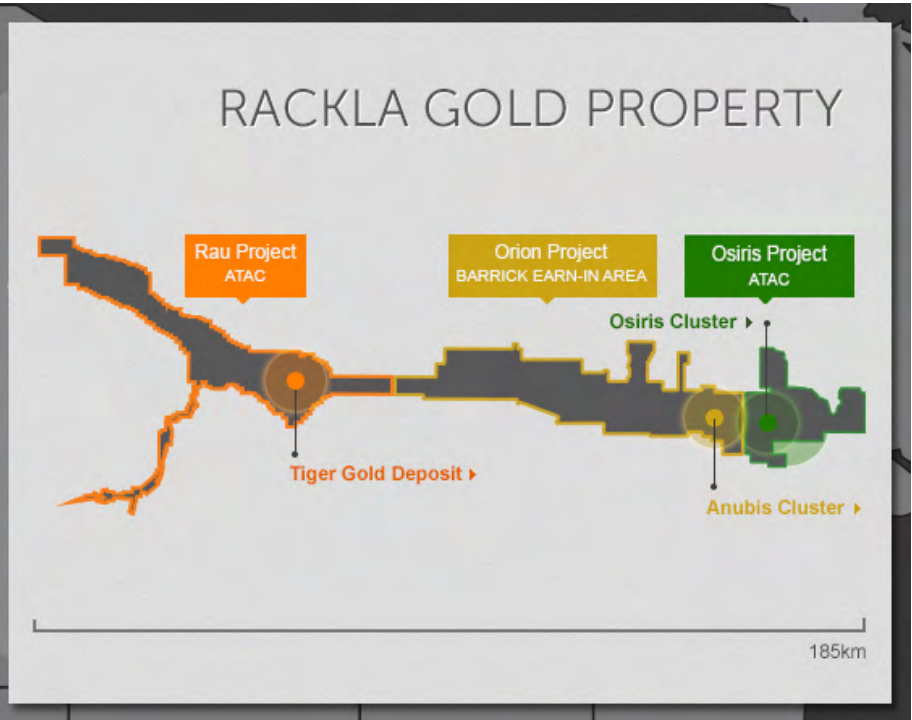 RACKLA GOLD PROPERTY
Rau Project
ATAC
Orion Project
BARRICK EARN-IN AREA
Osiris Project
ATAC
Osiris Cluster
Tiger Gold Deposit
Anubis Cluster
185km